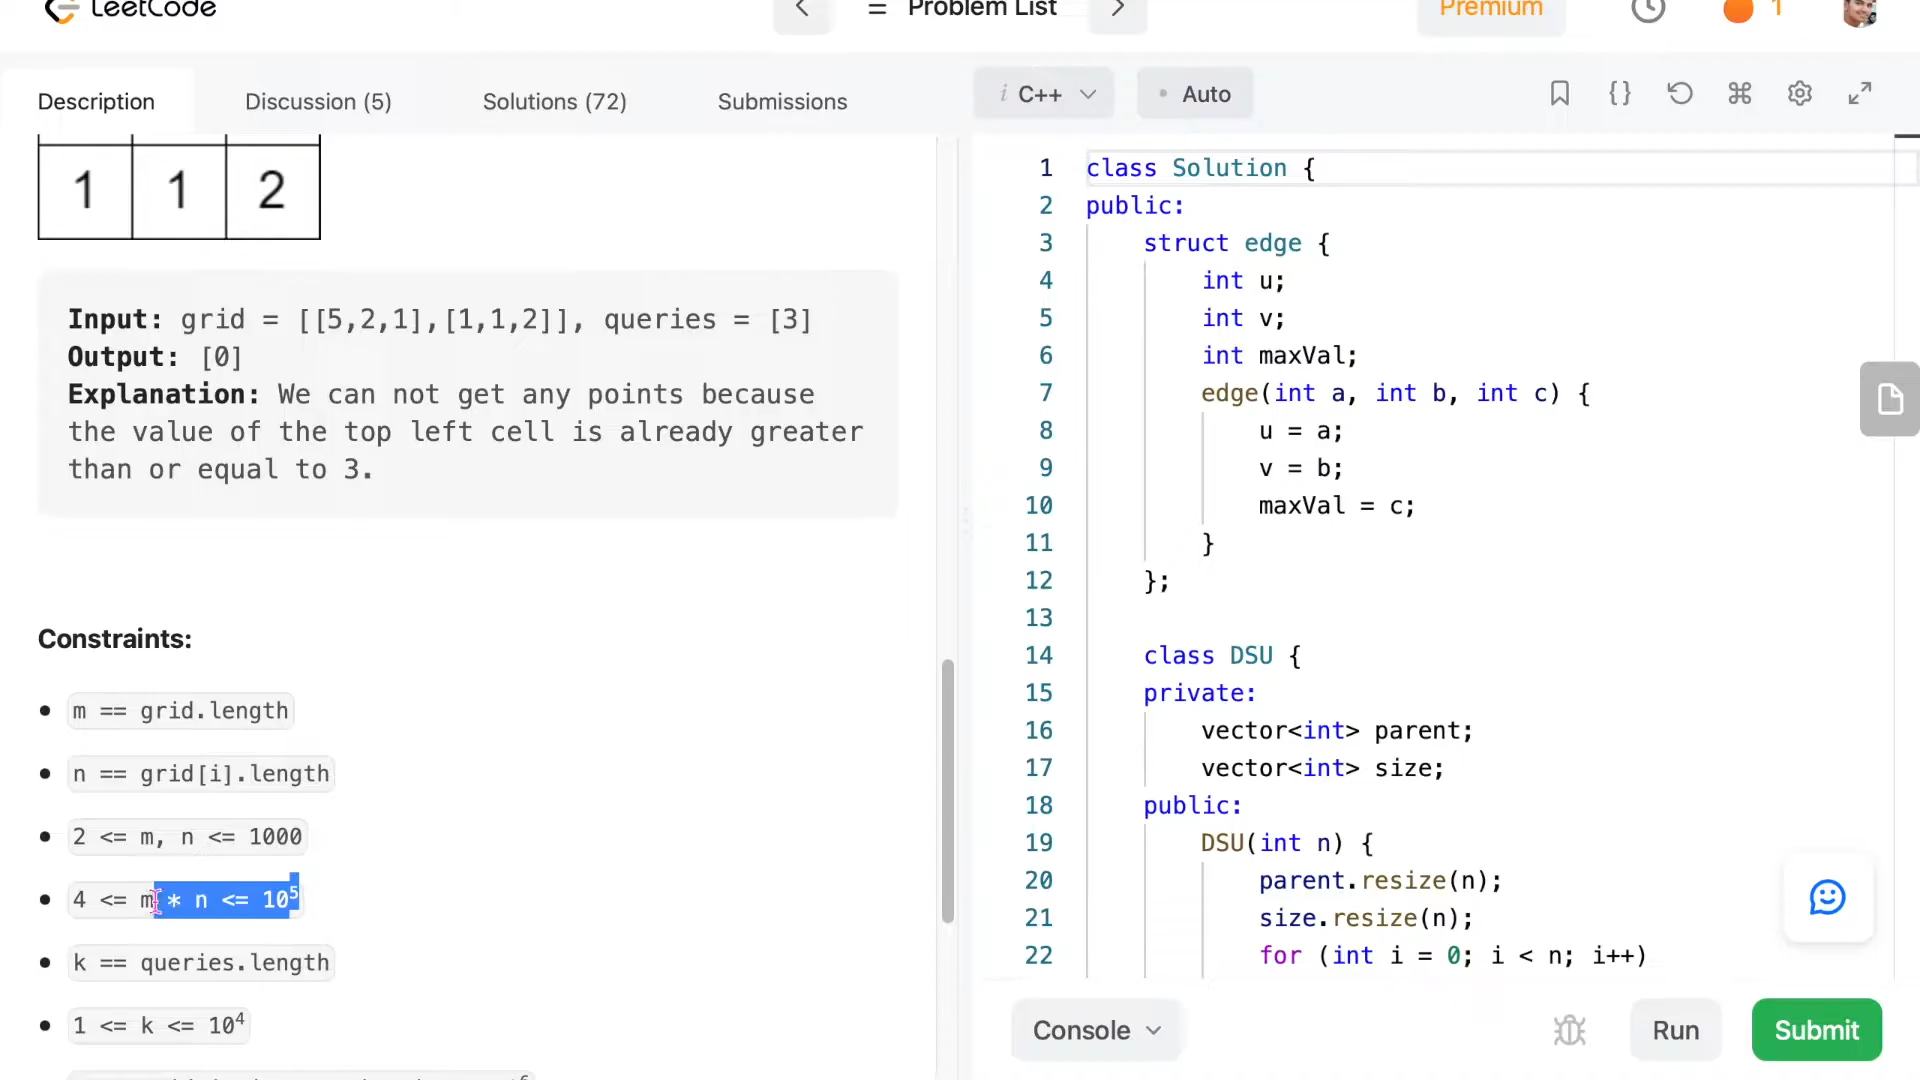 LeetCode
Problem List
Premium
1
Description
Discussion (5)
Solutions (72)
Submissions
1 1 2
Input: grid = [[5,2,1],[1,1,2]], queries = [3]
Output: [0]
Explanation: We can not get any points because
the value of the top left cell is already greater
than or equal to 3.
Constraints:
m == grid.length
n == grid[i].length
2 <= m, n <= 1000
4 <= m * n <= 10⁵
k == queries.length
1 <= k <= 10⁴
i C++
Auto
1 class Solution {
2 public:
3 struct edge {
4 int u;
5 int v;
6 int maxVal;
7 edge(int a, int b, int c) {
8 u = a;
9 v = b;
10 maxVal = c;
11 }
12 };
13
14 class DSU {
15 private:
16 vector<int> parent;
17 vector<int> size;
18 public:
19 DSU(int n) {
20 parent.resize(n);
21 size.resize(n);
22 for (int i = 0; i < n; i++)
Console
Run
Submit